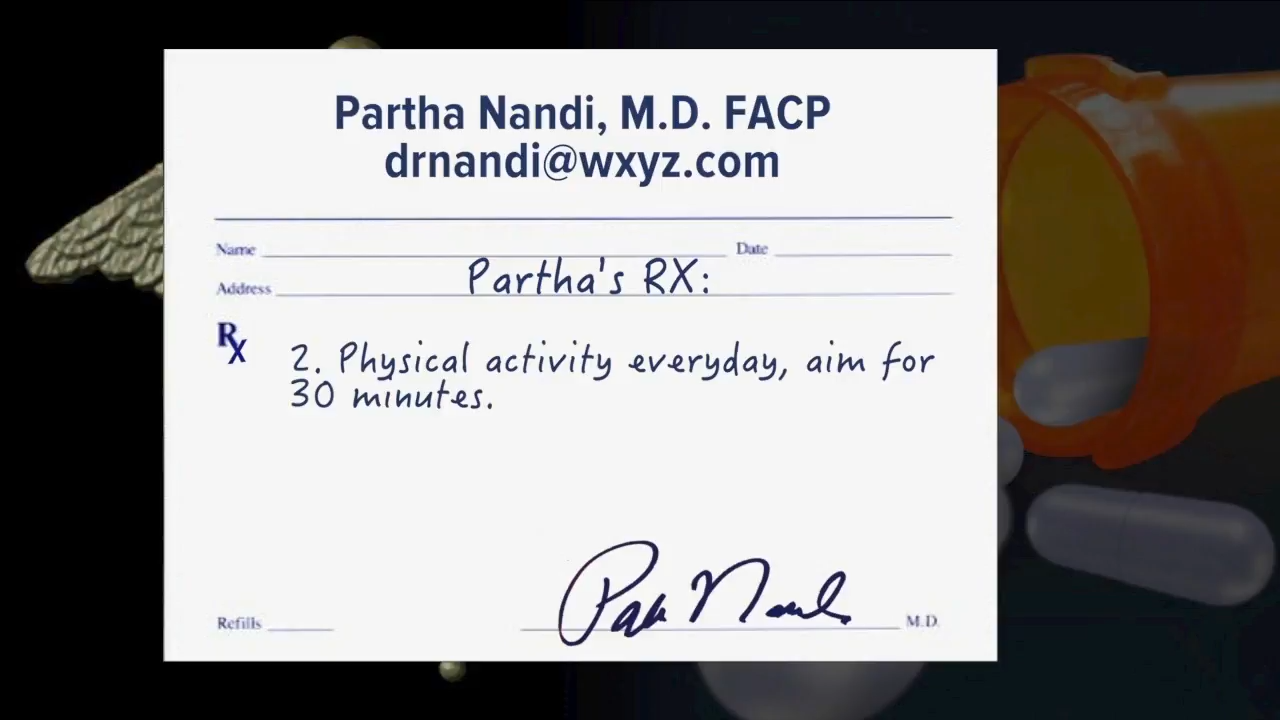 Partha Nandi, M.D. FACP
drnandi@wxyz.com
Name Date
Partha's RX:
Address
Rx
2. Physical activity everyday, aim for
30 minutes.
Refills M.D.